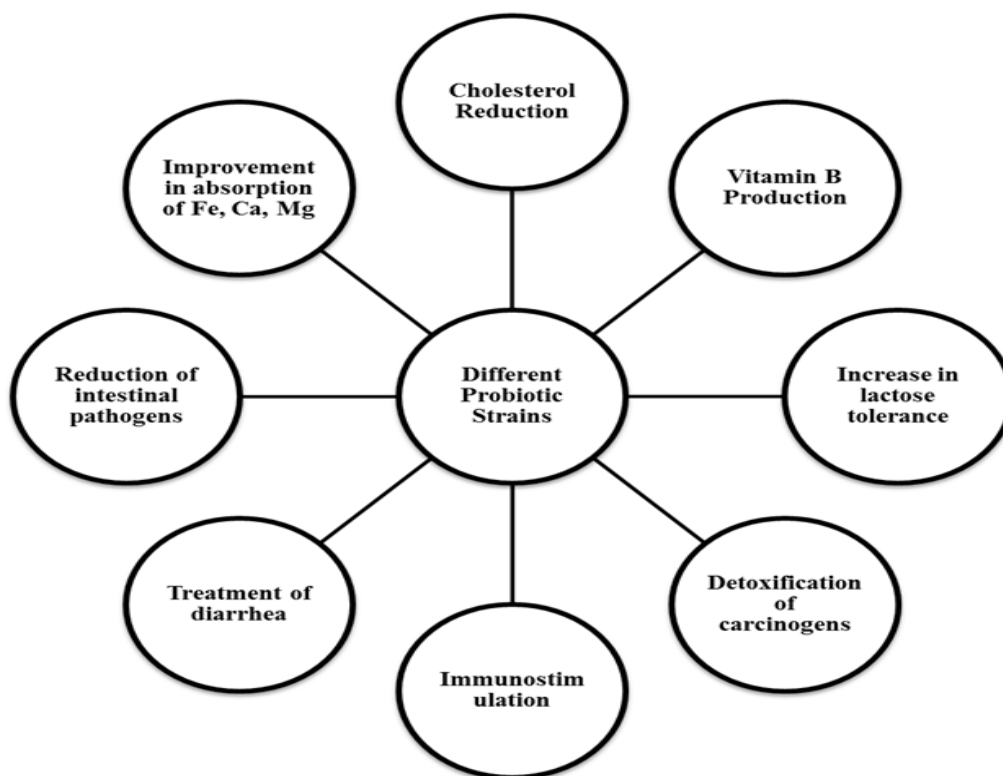 Cholesterol
Reduction
Improvement
in absorption
of Fe, Ca, Mg
Vitamin B
Production
Reduction of
intestinal
pathogens
Different
Probiotic
Strains
Increase in
lactose
tolerance
Treatment of
diarrhea
Detoxification
of
carcinogens
Immunostim
ulation